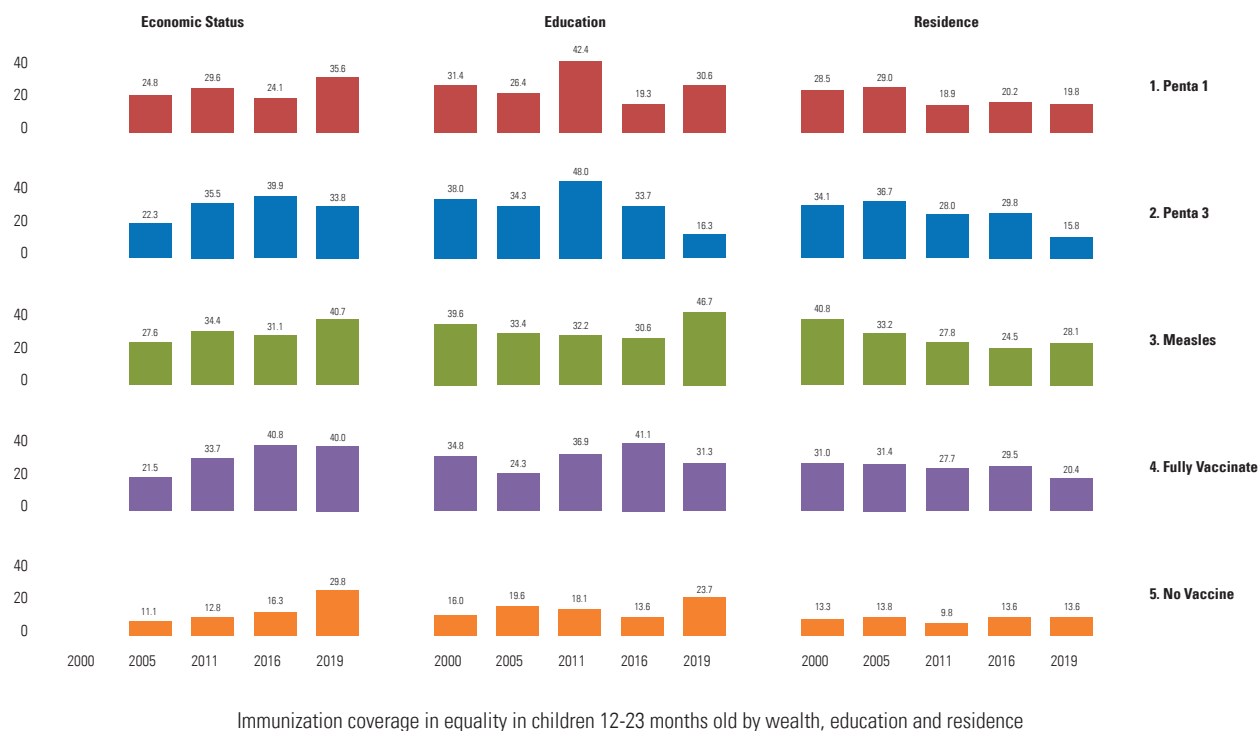 Economic Status Education Residence
40
20
0
24.8 29.6 24.1 35.6
31.4 26.4 42.4 19.3 30.6
28.5 29.0 18.9 20.2 19.8
1. Penta 1
40
20
0
22.3 35.5 39.9 33.8
38.0 34.3 48.0 33.7 16.3
34.1 36.7 28.0 29.8 15.8
2. Penta 3
40
20
0
27.6 34.4 31.1 40.7
39.6 33.4 32.2 30.6 46.7
40.8 33.2 27.8 24.5 28.1
3. Measles
40
20
0
21.5 33.7 40.8 40.0
34.8 24.3 36.9 41.1 31.3
31.0 31.4 27.7 29.5 20.4
4. Fully Vaccinate
40
20
0
11.1 12.8 16.3 29.8
16.0 19.6 18.1 13.6 23.7
13.3 13.8 9.8 13.6 13.6
5. No Vaccine
2000 2005 2011 2016 2019 2000 2005 2011 2016 2019 2000 2005 2011 2016 2019
Immunization coverage in equality in children 12-23 months old by wealth, education and residence